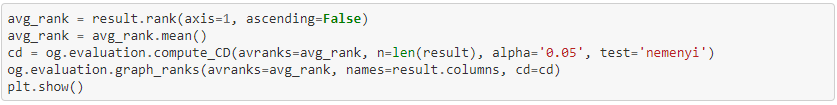 avg_rank = result.rank(axis=1, ascending=False)
avg_rank = avg_rank.mean()
cd = og.evaluation.compute_CD(avranks=avg_rank, n=len(result), alpha='0.05', test='nemenyi')
og.evaluation.graph_ranks(avranks=avg_rank, names=result.columns, cd=cd)
plt.show()